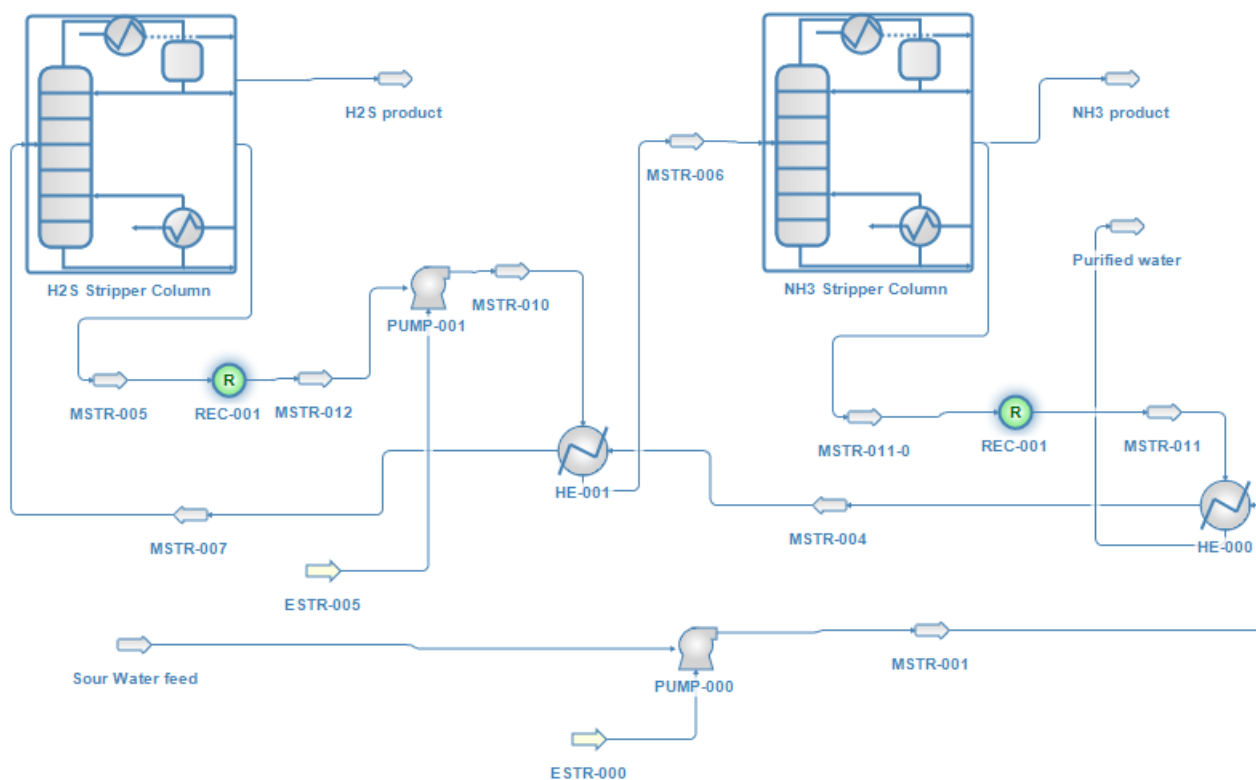 H2S product
NH3 product
MSTR-006
Purified water
H2S Stripper Column
NH3 Stripper Column
MSTR-010
PUMP-001
R
MSTR-005
REC-001
MSTR-012
R
MSTR-011-0
REC-001
MSTR-011
HE-001
MSTR-007
MSTR-004
HE-000
ESTR-005
Sour Water feed
PUMP-000
MSTR-001
ESTR-000